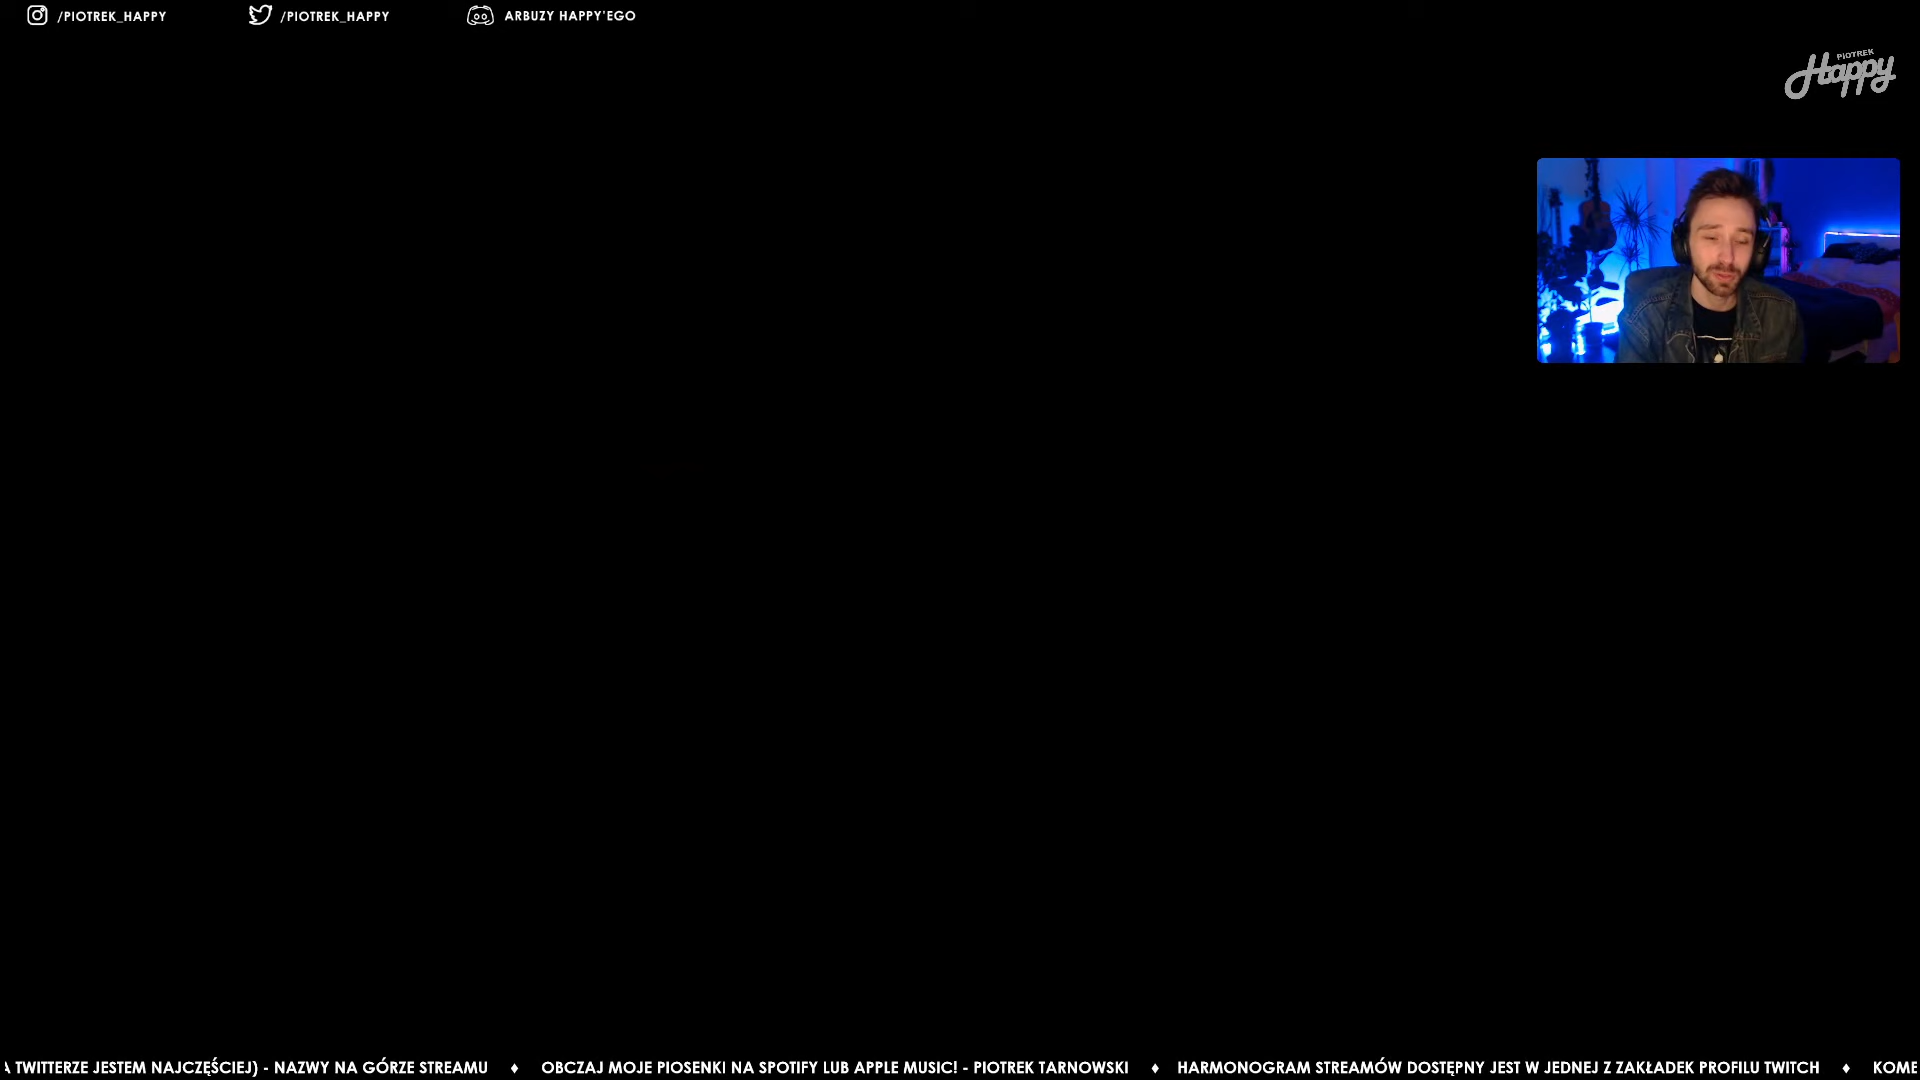 /PIOTREK_HAPPY
/PIOTREK_HAPPY
ARBUZY HAPPY'EGO
PIOTREK
Happy
A TWITTERZE JESTEM NAJCZĘŚCIEJ) - NAZWY NA GÓRZE STREAMU ♦ OBCZAJ MOJE PIOSENKI NA SPOTIFY LUB APPLE MUSIC! - PIOTREK TARNOWSKI ♦ HARMONOGRAM STREAMÓW DOSTĘPNY JEST W JEDNEJ Z ZAKŁADEK PROFILU TWITCH ♦ KOME